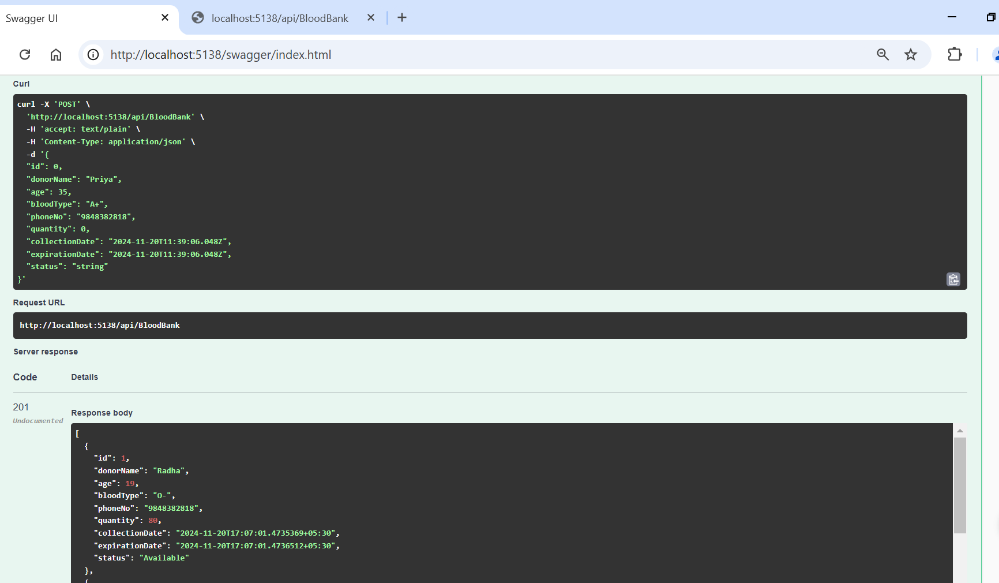 Swagger UI
localhost:5138/api/BloodBank
http://localhost:5138/swagger/index.html
Curl
curl -X 'POST' \
'http://localhost:5138/api/BloodBank' \
-H 'accept: text/plain' \
-H 'Content-Type: application/json' \
-d '{
"id": 0,
"donorName": "Priya",
"age": 35,
"bloodType": "A+",
"phoneNo": "9848382818",
"quantity": 0,
"collectionDate": "2024-11-20T11:39:06.048Z",
"expirationDate": "2024-11-20T11:39:06.048Z",
"status": "string"
}'
Request URL
http://localhost:5138/api/BloodBank
Server response
Code Details
201
Undocumented
Response body
[
{
"id": 1,
"donorName": "Radha",
"age": 19,
"bloodType": "O-",
"phoneNo": "9848382818",
"quantity": 80,
"collectionDate": "2024-11-20T17:07:01.4735369+05:30",
"expirationDate": "2024-11-20T17:07:01.4736512+05:30",
"status": "Available"
},
{